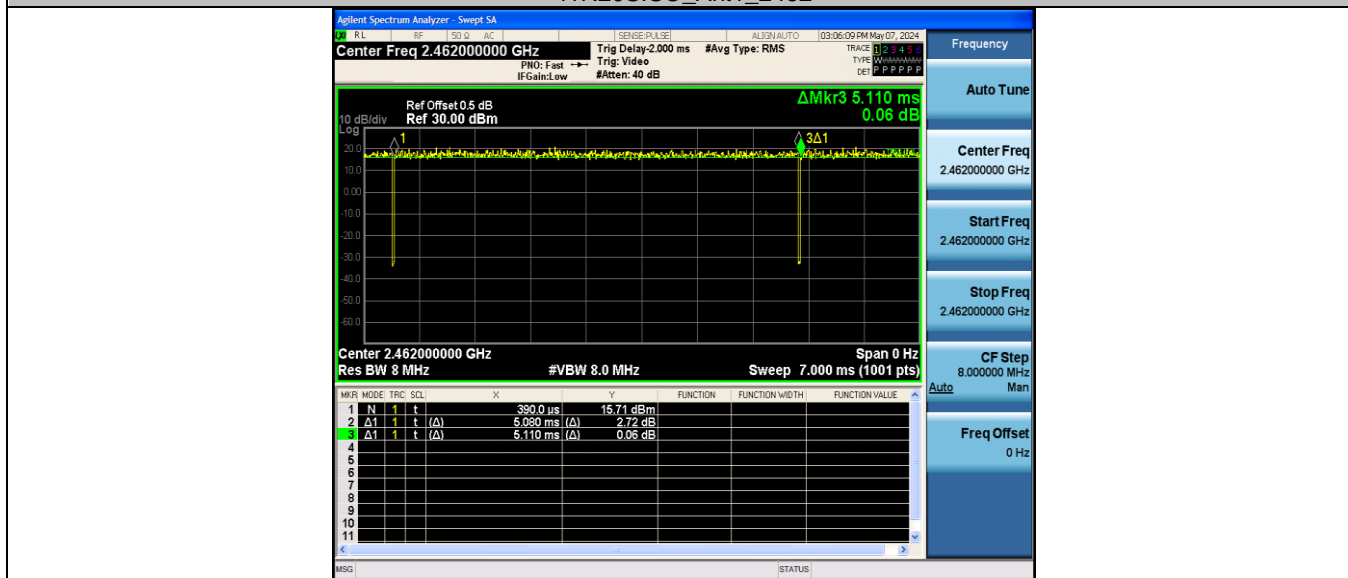 Agilent Spectrum Analyzer - Swept SA
RL RF 50 Ω AC SENSE:PULSE ALIGN AUTO 03:06:09 PM May 07, 2024
Center Freq 2.462000000 GHz
PNO: Fast
IFGain:Low
Trig Delay-2.000 ms
Trig: Video
#Atten: 40 dB
#Avg Type: RMS
TRACE 1 2 3 4 5 6
TYPE
DET P P P P P P
Frequency
ΔMkr3 5.110 ms
0.06 dB
Ref Offset 0.5 dB
10 dB/div Ref 30.00 dBm
Log
1
3Δ1
20.0
10.0
0.00
-10.0
-20.0
-30.0
-40.0
-50.0
-60.0
Center 2.462000000 GHz Span 0 Hz
Res BW 8 MHz #VBW 8.0 MHz Sweep 7.000 ms (1001 pts)
MKR MODE TRC SCL X Y FUNCTION FUNCTION WIDTH FUNCTION VALUE
1 N 1 t 390.0 µs 15.71 dBm
2 Δ1 1 t (Δ) 5.080 ms (Δ) 2.72 dB
3 Δ1 1 t (Δ) 5.110 ms (Δ) 0.06 dB
4
5
6
7
8
9
10
11
MSG STATUS
Auto Tune
Center Freq
2.462000000 GHz
Start Freq
2.462000000 GHz
Stop Freq
2.462000000 GHz
CF Step
8.000000 MHz
Auto Man
Freq Offset
0 Hz